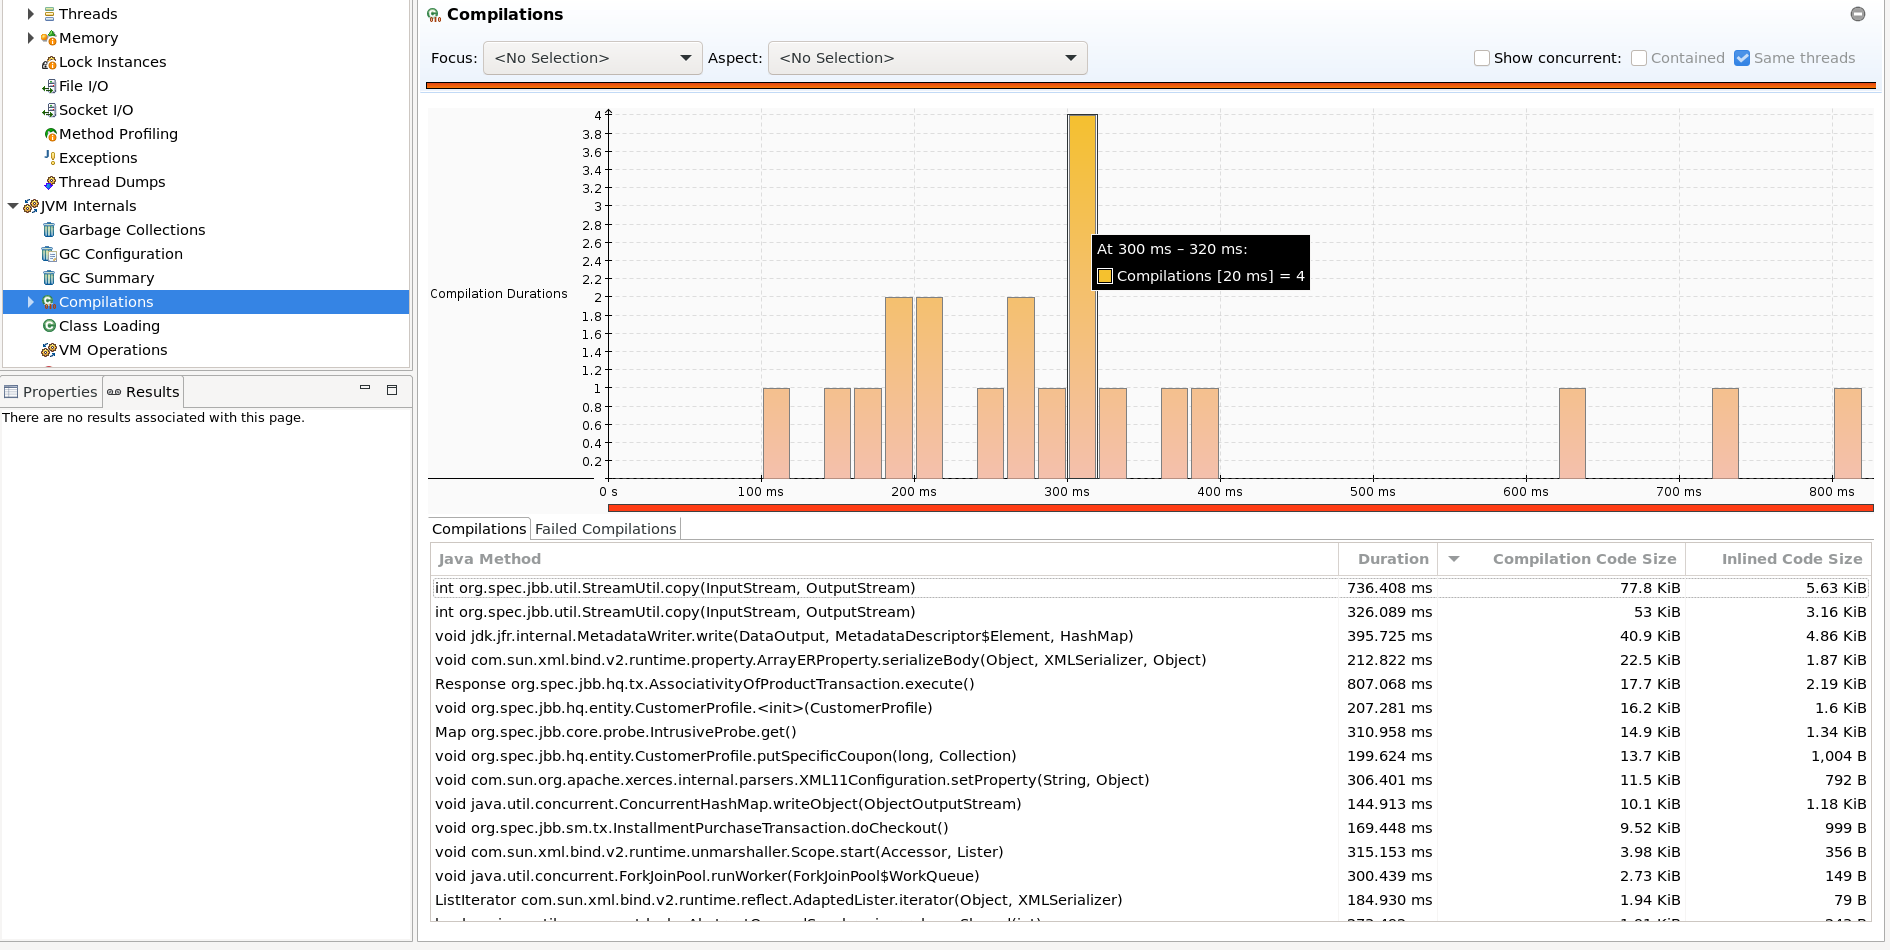 Threads
Memory
Lock Instances
File I/O
Socket I/O
Method Profiling
Exceptions
Thread Dumps
JVM Internals
Garbage Collections
GC Configuration
GC Summary
Compilations
Class Loading
VM Operations
Properties Results
There are no results associated with this page.
Compilations
Focus: <No Selection> Aspect: <No Selection> Show concurrent: Contained Same threads
4
3.8
3.6
3.4
3.2
3
2.8
2.6
2.4
2.2
2
1.8
1.6
1.4
1.2
1
0.8
0.6
0.4
0.2
Compilation Durations
At 300 ms – 320 ms:
Compilations [20 ms] = 4
0 s 100 ms 200 ms 300 ms 400 ms 500 ms 600 ms 700 ms 800 ms
Compilations Failed Compilations
Java Method Duration Compilation Code Size Inlined Code Size
int org.spec.jbb.util.StreamUtil.copy(InputStream, OutputStream) 736.408 ms 77.8 KiB 5.63 KiB
int org.spec.jbb.util.StreamUtil.copy(InputStream, OutputStream) 326.089 ms 53 KiB 3.16 KiB
void jdk.jfr.internal.MetadataWriter.write(DataOutput, MetadataDescriptor$Element, HashMap) 395.725 ms 40.9 KiB 4.86 KiB
void com.sun.xml.bind.v2.runtime.property.ArrayERProperty.serializeBody(Object, XMLSerializer, Object) 212.822 ms 22.5 KiB 1.87 KiB
Response org.spec.jbb.hq.tx.AssociativityOfProductTransaction.execute() 807.068 ms 17.7 KiB 2.19 KiB
void org.spec.jbb.hq.entity.CustomerProfile.<init>(CustomerProfile) 207.281 ms 16.2 KiB 1.6 KiB
Map org.spec.jbb.core.probe.IntrusiveProbe.get() 310.958 ms 14.9 KiB 1.34 KiB
void org.spec.jbb.hq.entity.CustomerProfile.putSpecificCoupon(long, Collection) 199.624 ms 13.7 KiB 1,004 B
void com.sun.org.apache.xerces.internal.parsers.XML11Configuration.setProperty(String, Object) 306.401 ms 11.5 KiB 792 B
void java.util.concurrent.ConcurrentHashMap.writeObject(ObjectOutputStream) 144.913 ms 10.1 KiB 1.18 KiB
void org.spec.jbb.sm.tx.InstallmentPurchaseTransaction.doCheckout() 169.448 ms 9.52 KiB 999 B
void com.sun.xml.bind.v2.runtime.unmarshaller.Scope.start(Accessor, Lister) 315.153 ms 3.98 KiB 356 B
void java.util.concurrent.ForkJoinPool.runWorker(ForkJoinPool$WorkQueue) 300.439 ms 2.73 KiB 149 B
ListIterator com.sun.xml.bind.v2.runtime.reflect.AdaptedLister.iterator(Object, XMLSerializer) 184.930 ms 1.94 KiB 79 B